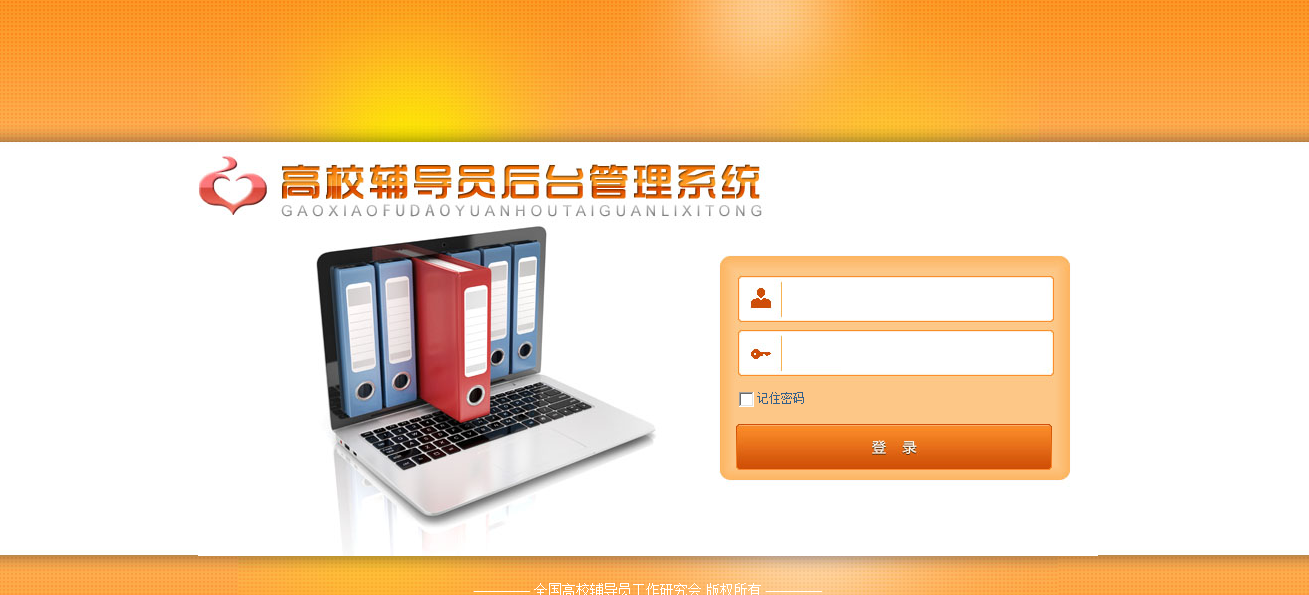 高校辅导员后台管理系统
GAOXIAOFUDAOYUANHOUTAIGUANLIXITONG
记住密码
登 录
———— 全国高校辅导员工作研究会 版权所有 ————